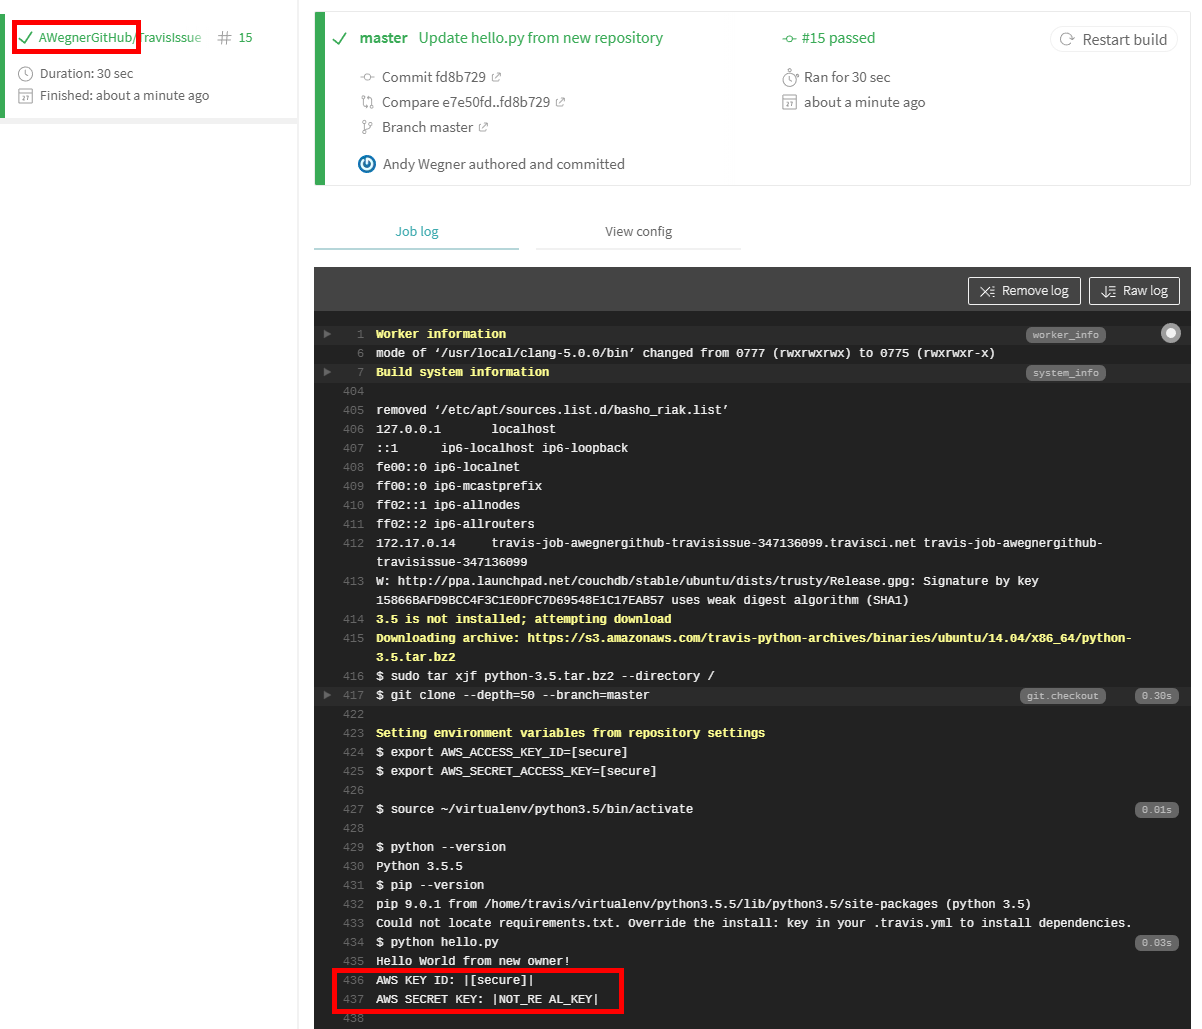 AWegnerGitHub/TravisIssue # 15
Duration: 30 sec
Finished: about a minute ago
master Update hello.py from new repository
#15 passed
Restart build
Commit fd8b729
Ran for 30 sec
Compare e7e50fd..fd8b729
about a minute ago
Branch master
Andy Wegner authored and committed
Job log View config
Remove log Raw log
1 Worker information worker_info
6 mode of ‘/usr/local/clang-5.0.0/bin’ changed from 0777 (rwxrwxrwx) to 0775 (rwxrwxr-x)
7 Build system information system_info
404
405 removed ‘/etc/apt/sources.list.d/basho_riak.list’
406 127.0.0.1 localhost
407 ::1 ip6-localhost ip6-loopback
408 fe00::0 ip6-localnet
409 ff00::0 ip6-mcastprefix
410 ff02::1 ip6-allnodes
411 ff02::2 ip6-allrouters
412 172.17.0.14 travis-job-awegnergithub-travisissue-347136099.travisci.net travis-job-awegnergithub-
travisissue-347136099
413 W: http://ppa.launchpad.net/couchdb/stable/ubuntu/dists/trusty/Release.gpg: Signature by key
15866BAFD9BCC4F3C1E0DFC7D69548E1C17EAB57 uses weak digest algorithm (SHA1)
414 3.5 is not installed; attempting download
415 Downloading archive: https://s3.amazonaws.com/travis-python-archives/binaries/ubuntu/14.04/x86_64/python-
3.5.tar.bz2
416 $ sudo tar xjf python-3.5.tar.bz2 --directory /
417 $ git clone --depth=50 --branch=master git.checkout 0.30s
422
423 Setting environment variables from repository settings
424 $ export AWS_ACCESS_KEY_ID=[secure]
425 $ export AWS_SECRET_ACCESS_KEY=[secure]
426
427 $ source ~/virtualenv/python3.5/bin/activate 0.01s
428
429 $ python --version
430 Python 3.5.5
431 $ pip --version
432 pip 9.0.1 from /home/travis/virtualenv/python3.5.5/lib/python3.5/site-packages (python 3.5)
433 Could not locate requirements.txt. Override the install: key in your .travis.yml to install dependencies.
434 $ python hello.py 0.03s
435 Hello World from new owner!
436 AWS KEY ID: |[secure]|
437 AWS SECRET KEY: |NOT_RE AL_KEY|
438